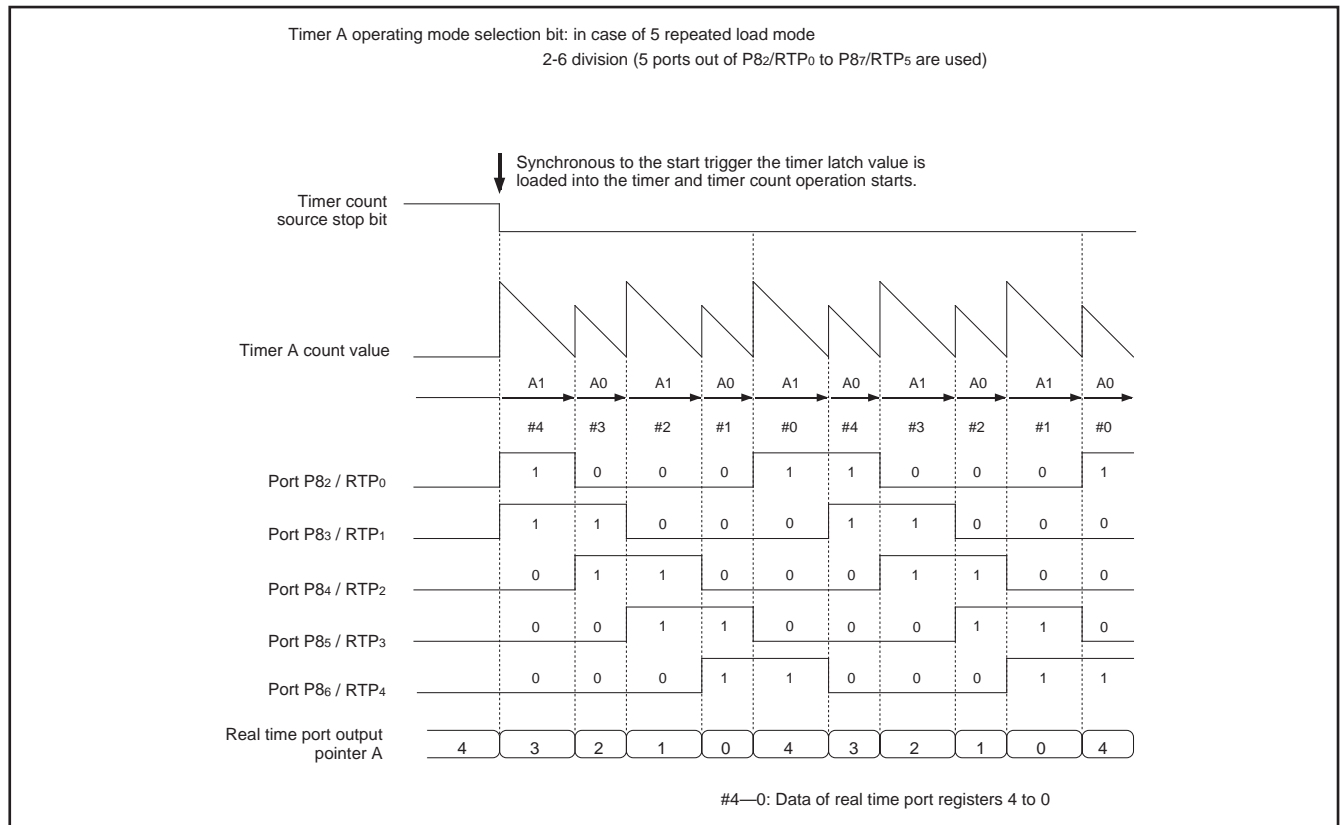 Timer A operating mode selection bit: in case of 5 repeated load mode
2-6 division (5 ports out of P82/RTP0 to P87/RTP5 are used)
Synchronous to the start trigger the timer latch value is
loaded into the timer and timer count operation starts.
Timer count
source stop bit
Timer A count value
A1 A0 A1 A0 A1 A0 A1 A0 A1 A0
#4 #3 #2 #1 #0 #4 #3 #2 #1 #0
Port P82 / RTP0 1 0 0 0 1 1 0 0 0 1
Port P83 / RTP1 1 1 0 0 0 1 1 0 0 0
Port P84 / RTP2 0 1 1 0 0 0 1 1 0 0
Port P85 / RTP3 0 0 1 1 0 0 0 1 1 0
Port P86 / RTP4 0 0 0 1 1 0 0 0 1 1
Real time port output
pointer A 4 3 2 1 0 4 3 2 1 0 4
#4—0: Data of real time port registers 4 to 0